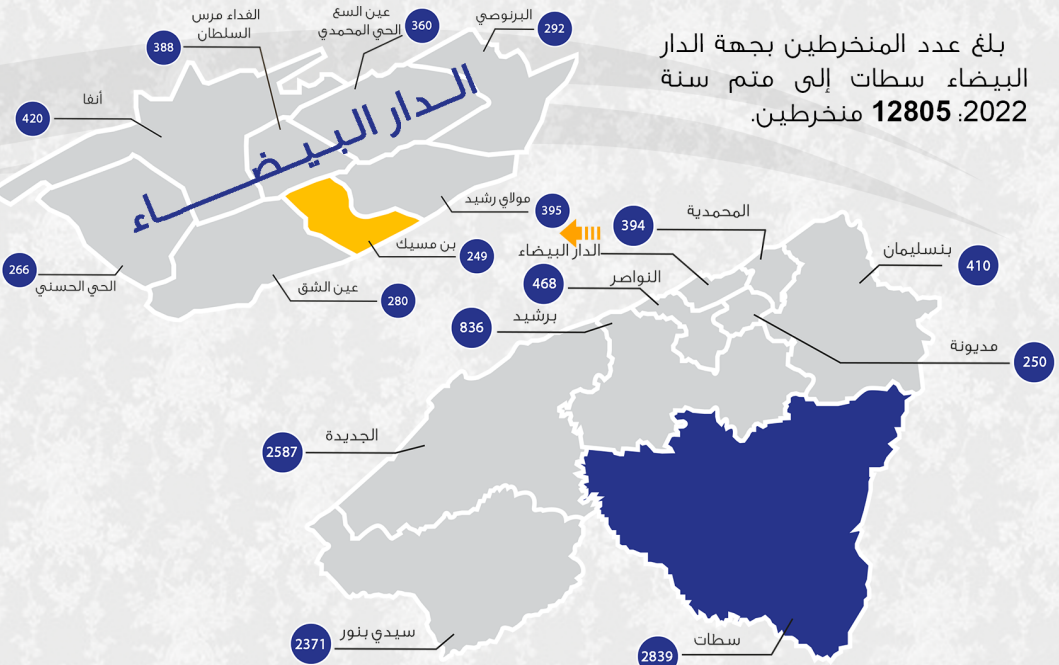 بلغ عدد المنخرطين بجهة الدار
البيضاء سطات إلى متم سنة
2022: 12805 منخرطين.
البرنوصي
292
عين السع
الحي المحمدي
360
الفداء مرس
السلطان
388
أنفا
420
الدار البيضاء
مولاي رشيد
395
بن مسيك
249
عين الشق
280
الحي الحسني
266
المحمدية
394
الدار البيضاء
بنسليمان
410
النواصر
468
برشيد
836
مديونة
250
الجديدة
2587
سيدي بنور
2371
سطات
2839